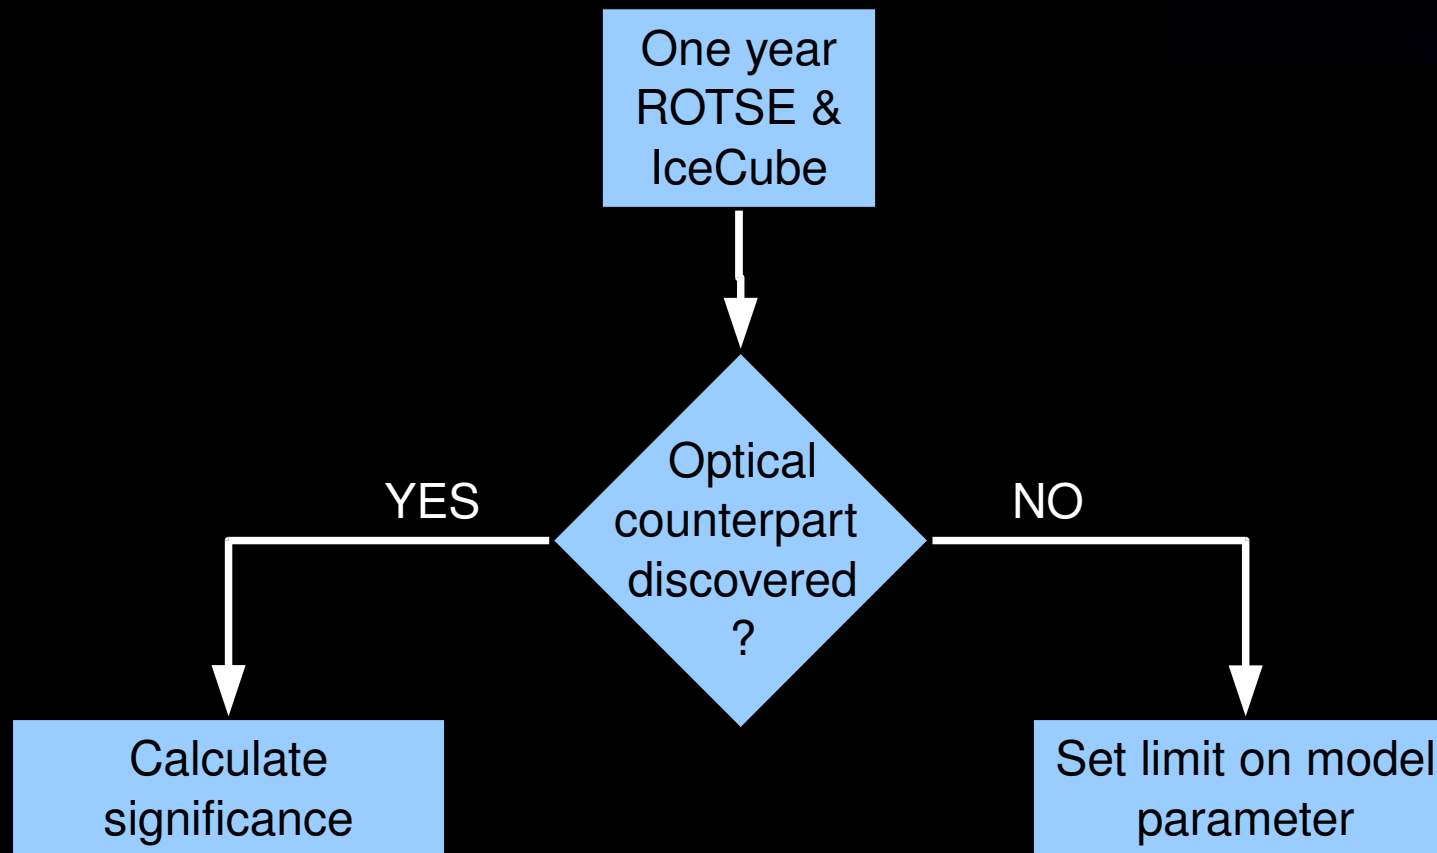 One year
ROTSE &
IceCube
Optical
counterpart
discovered
?
YES
NO
Calculate
significance
Set limit on model
parameter